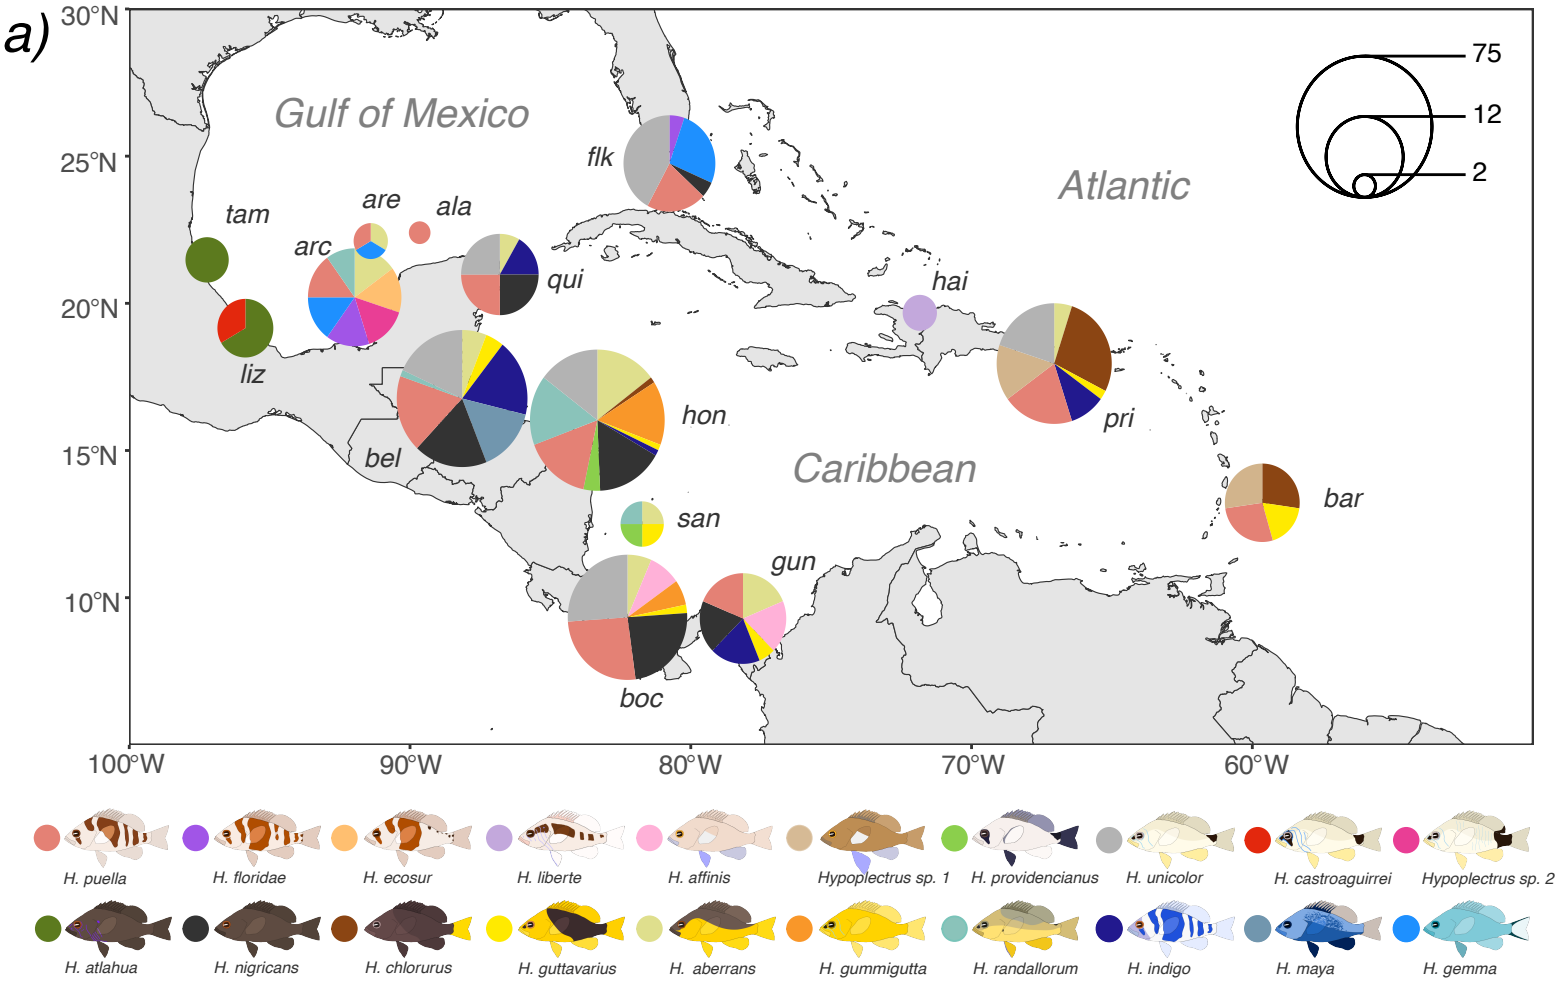 a)
30°N
25°N
20°N
15°N
10°N
100°W
90°W
80°W
70°W
60°W
Gulf of Mexico
Atlantic
Caribbean
75
12
2
flk
tam
are
ala
arc
qui
liz
hai
pri
bel
hon
bar
san
gun
boc
H. puella
H. floridae
H. ecosur
H. liberte
H. affinis
Hypoplectrus sp. 1
H. providencianus
H. unicolor
H. castroaguirrei
Hypoplectrus sp. 2
H. atlahua
H. nigricans
H. chlorurus
H. guttavarius
H. aberrans
H. gummigutta
H. randallorum
H. indigo
H. maya
H. gemma